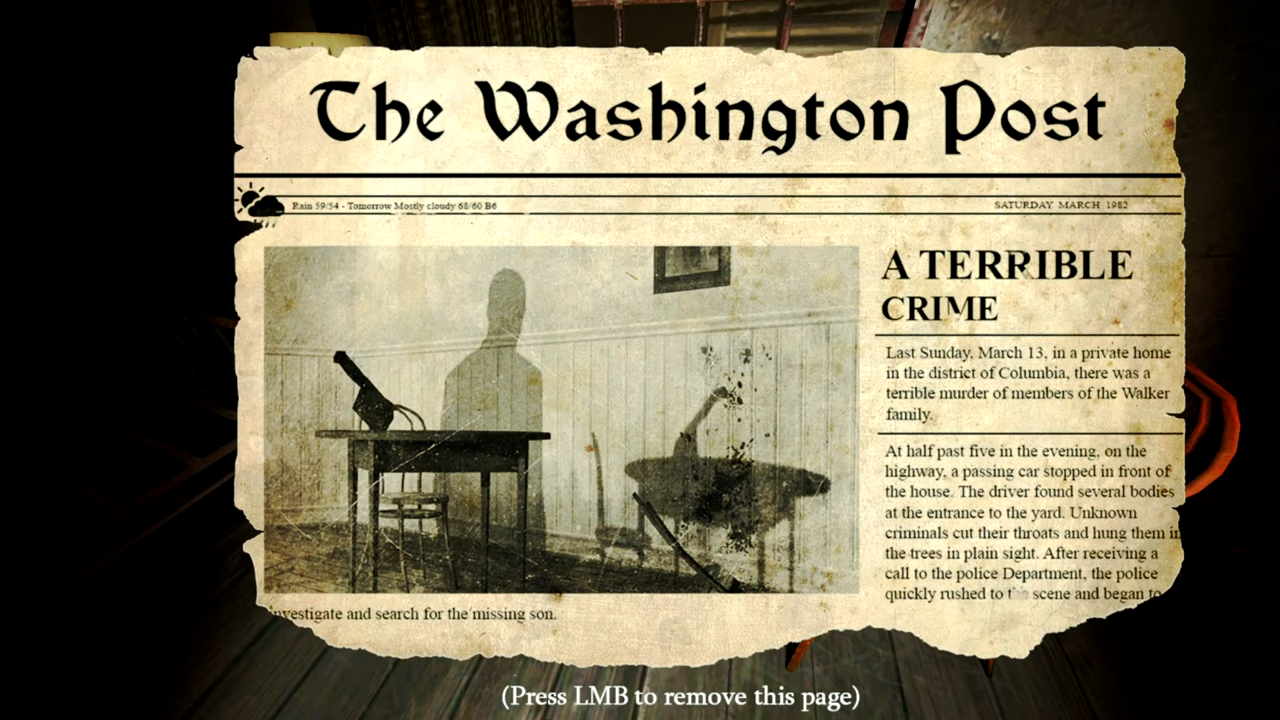 The Washington Post
Rain 59/54 - Tomorrow Mostly cloudy 68/60 B6
SATURDAY MARCH 1982
A TERRIBLE
CRIME
Last Sunday, March 13, in a private home
in the district of Columbia, there was a
terrible murder of members of the Walker
family.
At half past five in the evening, on the
highway, a passing car stopped in front of
the house. The driver found several bodies
at the entrance to the yard. Unknown
criminals cut their throats and hung them in
the trees in plain sight. After receiving a
call to the police Department, the police
quickly rushed to the scene and began to
investigate and search for the missing son.
(Press LMB to remove this page)